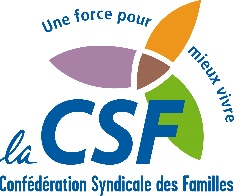 Une force pour mieux vivre
la CSF
Confédération Syndicale des Familles